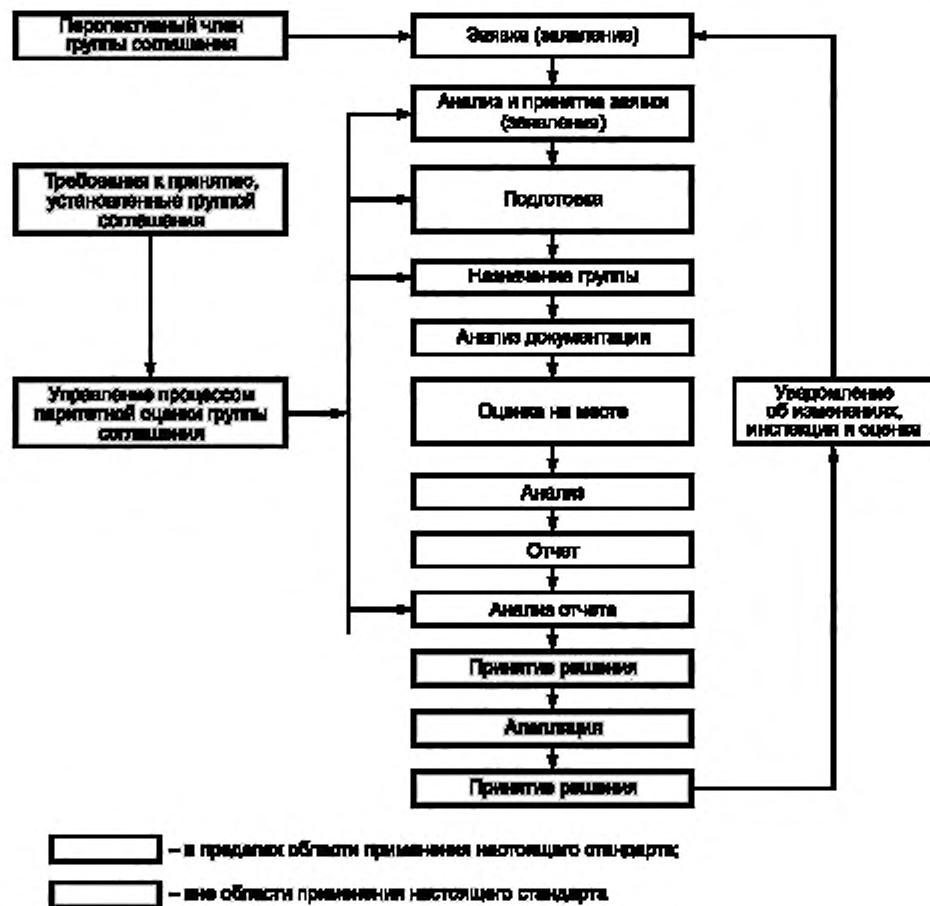 Перспективный член
группы соглашения
Заявка (заявление)
Анализ и принятие заявки
(заявления)
Требования к принятию,
установленные группой
соглашения
Подготовка
Назначение группы
Анализ документации
Управление процессом
паритетной оценки группы
соглашения
Оценка на месте
Уведомление
об изменениях,
инспекция и оценка
Анализ
Отчет
Анализ отчета
Принятие решения
Апелляция
Принятие решения
– в пределах области применения настоящего стандарта;
– вне области применения настоящего стандарта.